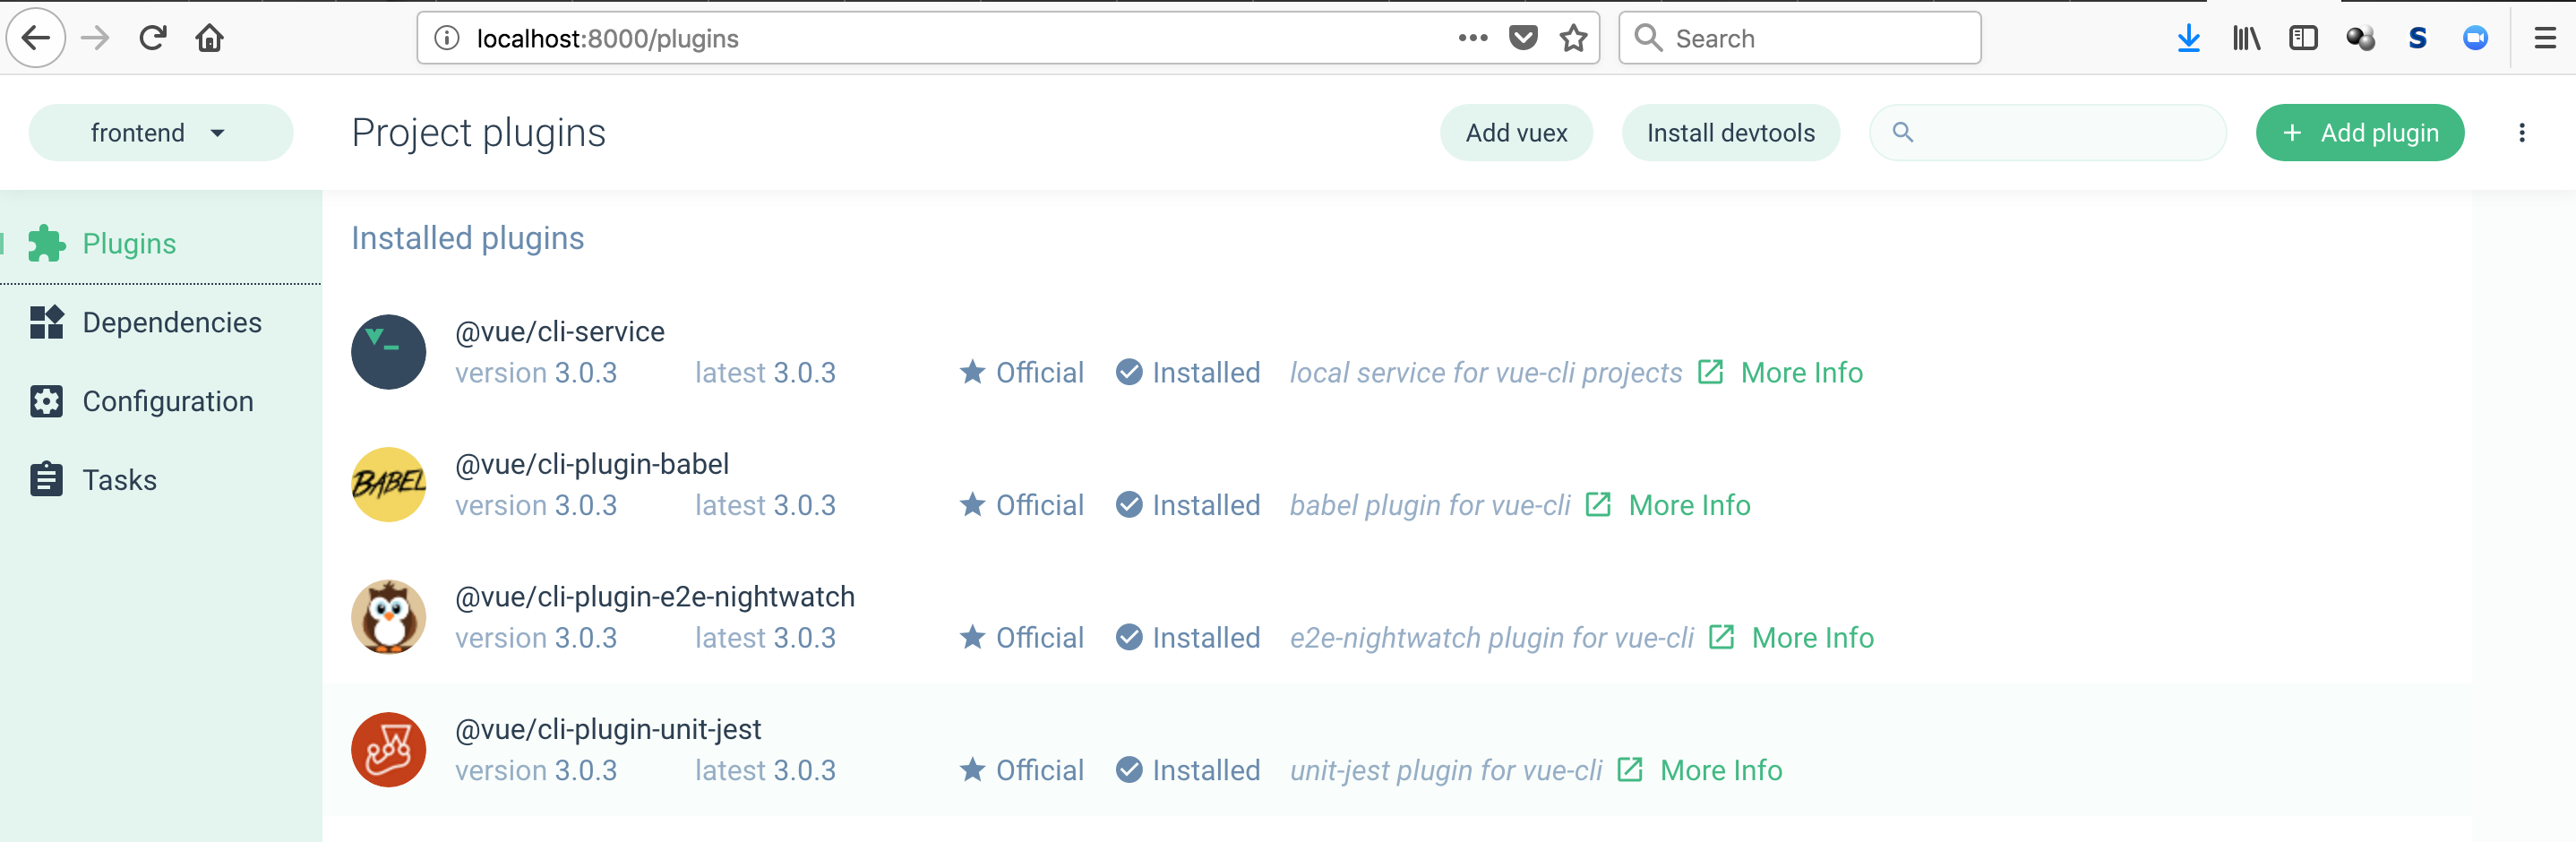 localhost:8000/plugins
Search
S
frontend
Project plugins
Add vuex
Install devtools
+ Add plugin
Plugins
Dependencies
Configuration
Tasks
Installed plugins
@vue/cli-service
version 3.0.3 latest 3.0.3 Official Installed local service for vue-cli projects More Info
BABEL
@vue/cli-plugin-babel
version 3.0.3 latest 3.0.3 Official Installed babel plugin for vue-cli More Info
@vue/cli-plugin-e2e-nightwatch
version 3.0.3 latest 3.0.3 Official Installed e2e-nightwatch plugin for vue-cli More Info
@vue/cli-plugin-unit-jest
version 3.0.3 latest 3.0.3 Official Installed unit-jest plugin for vue-cli More Info